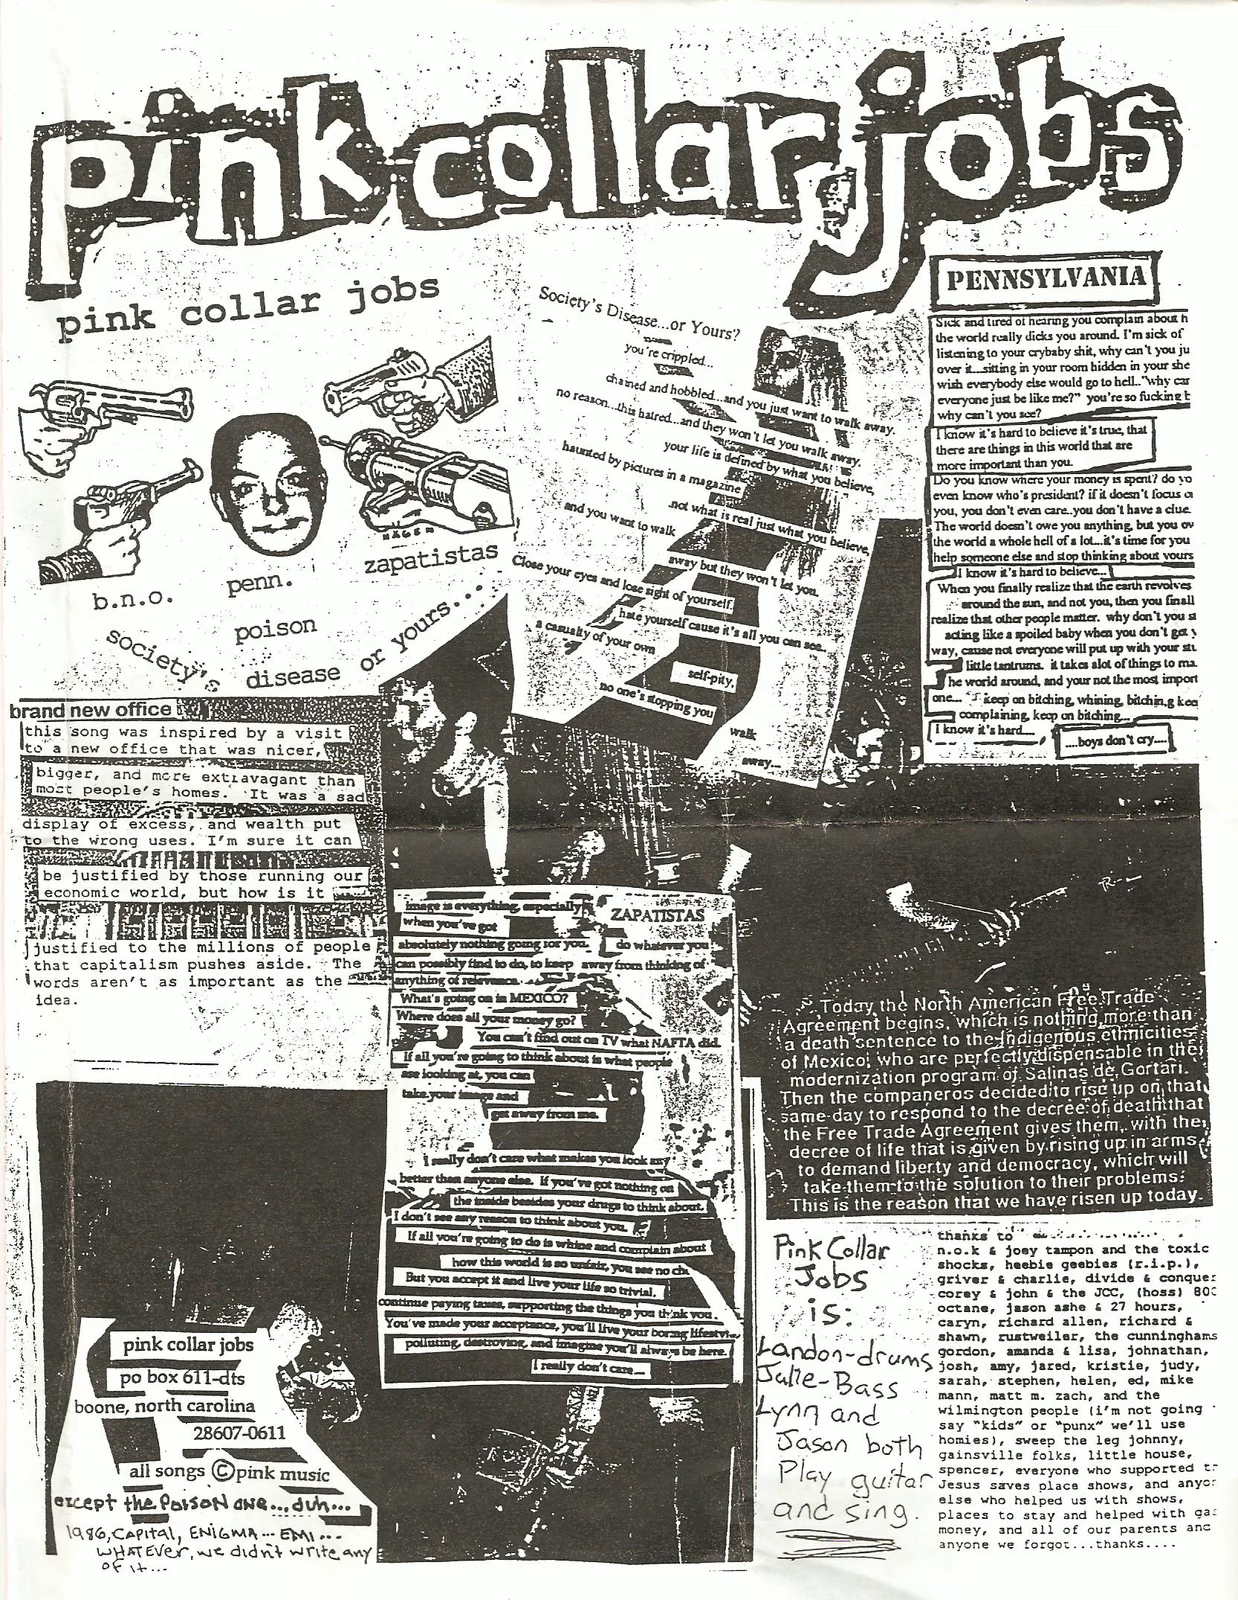 pink collar jobs
pink collar jobs
b.n.o.
penn.
zapatistas
poison
society's
disease
or yours...
Society's Disease...or Yours?
you're crippled...
chained and hobbled...and you just want to walk away.
no reason...this hatred...and they won't let you walk away.
your life is defined by what you believe,
haunted by pictures in a magazine
not what is real just what you believe,
and you want to walk
away but they won't let you.
Close your eyes and lose sight of yourself.
hate yourself cause it's all you can see...
a casualty of your own
self-pity,
no one's stopping you
walk
away...
PENNSYLVANIA
Sick and tired of hearing you complain about h
the world really dicks you around. I'm sick of
listening to your crybaby shit, why can't you ju
over it...sitting in your room hidden in your she
wish everybody else would go to hell.."why can
everyone just be like me?" you're so fucking
why can't you see?
I know it's hard to believe it's true, that
there are things in this world that are
more important than you.
Do you know where your money is spent? do yo
even know who's president? if it doesn't focus o
you, you don't even care..you don't have a clue.
The world doesn't owe you anything, but you ow
the world a whole hell of a lot...it's time for you
help someone else and stop thinking about yours
I know it's hard to believe...
When you finally realize that the earth revolves
around the sun, and not you, then you finall
realize that other people matter. why don't you st
acting like a spoiled baby when you don't get y
way, cause not everyone will put up with your stu
little tantrums. it takes alot of things to ma
he world around, and your not the most import
one... keep on bitching, whining, bitching kee
complaining, keep on bitching...
I know it's hard....
....boys don't cry....
brand new office
this song was inspired by a visit
to a new office that was nicer,
bigger, and more extravagant than
most people's homes. It was a sad
display of excess, and wealth put
to the wrong uses. I'm sure it can
be justified by those running our
economic world, but how is it
justified to the millions of people
that capitalism pushes aside. The
words aren't as important as the
idea.
ZAPATISTAS
image is everything, especially
when you've got
absolutely nothing going for you. do whatever you
can possibly find to do, to keep away from thinking of
anything of relevance.
What's going on in MEXICO?
Where does all your money go?
You can't find out on TV what NAFTA did.
If all you're going to think about is what people
are looking at, you can
take your image and
get away from me.
I really don't care what makes you look any
better than anyone else. If you've got nothing on
the inside besides your drugs to think about.
I don't see any reason to think about you.
If all you're going to do is whine and complain about
how this world is so unfair, you see no ch
But you accept it and live your life so trivial.
continue paying taxes, supporting the things you think you
You've made your acceptance, you'll live your boring lifesty
polluting, destroying, and imagine you'll always be here.
I really don't care....
Today the North American Free Trade
Agreement begins, which is nothing more than
a death sentence to the indigenous ethnicities
of Mexico, who are perfectly dispensable in the
modernization program of Salinas de Gortari.
Then the companeros decided to rise up on that
same day to respond to the decree of death that
the Free Trade Agreement gives them, with the
decree of life that is given by rising up in arms
to demand liberty and democracy, which will
take them to the solution to their problems.
This is the reason that we have risen up today.
pink collar jobs
po box 611-dts
boone, north carolina
28607-0611
all songs ©pink music
except the Poison one...duh...
1986, Capital, Enigma... EMI...
WHATEver, we didn't write any
of it...
Pink Collar
Jobs
is:
Landon-drums
Julie-Bass
Lynn and
Jason both
Play guitar
and sing.
thanks to
n.o.k & joey tampon and the toxic
shocks, heebie geebies (r.i.p.),
griver & charlie, divide & conquer
corey & john & the JCC, (hoss) 80
octane, jason ashe & 27 hours,
caryn, richard allen, richard &
shawn, rustweiler, the cunninghams
gordon, amanda & lisa, johnathan,
josh, amy, jared, kristie, judy,
sarah, stephen, helen, ed, mike
mann, matt m. zach, and the
wilmington people (i'm not going
say "kids" or "punx" we'll use
homies), sweep the leg johnny,
gainsville folks, little house,
spencer, everyone who supported
Jesus saves place shows, and anyo
else who helped us with shows,
places to stay and helped with ga
money, and all of our parents and
anyone we forgot...thanks....